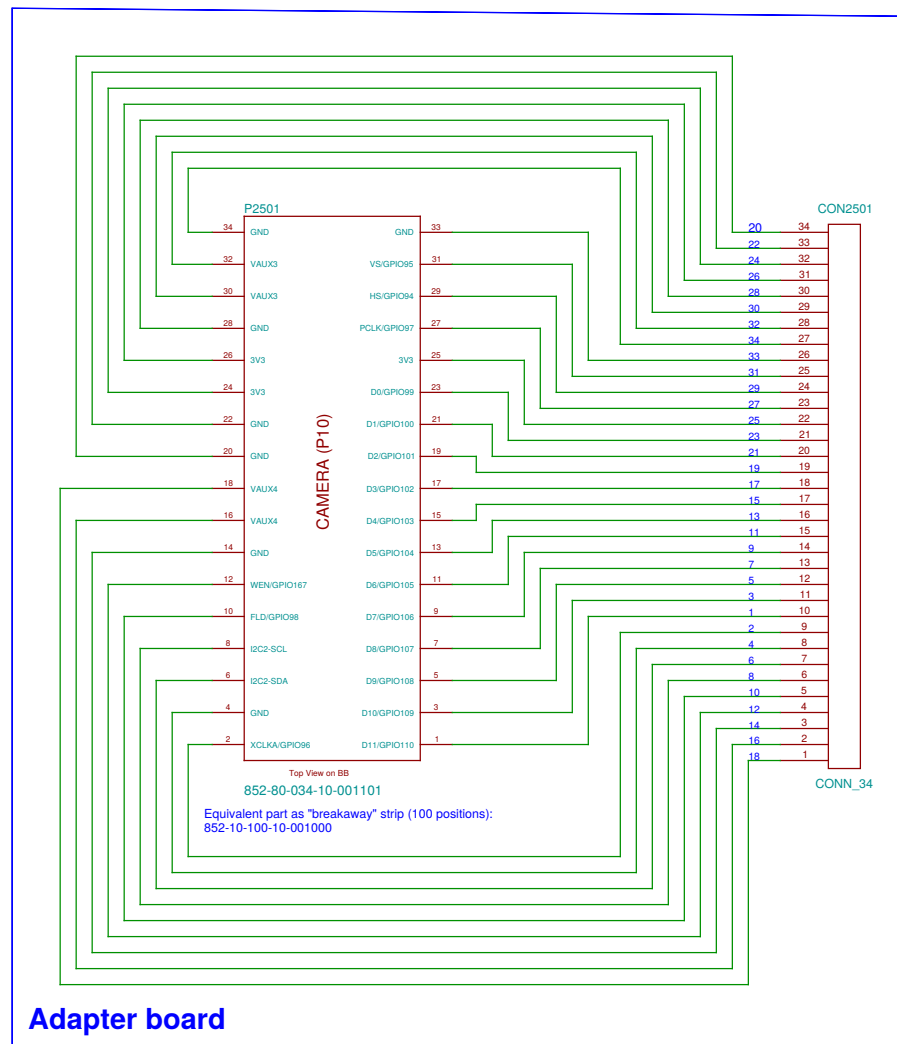 P2501
CON2501
34 GND GND 33
32 VAUX3 VS/GPIO95 31
30 VAUX3 HS/GPIO94 29
28 GND PCLK/GPIO97 27
26 3V3 3V3 25
24 3V3 D0/GPIO99 23
22 GND D1/GPIO100 21
20 GND D2/GPIO101 19
18 VAUX4 D3/GPIO102 17
16 VAUX4 D4/GPIO103 15
14 GND D5/GPIO104 13
12 WEN/GPIO167 D6/GPIO105 11
10 FLD/GPIO98 D7/GPIO106 9
8 I2C2-SCL D8/GPIO107 7
6 I2C2-SDA D9/GPIO108 5
4 GND D10/GPIO109 3
2 XCLKA/GPIO96 D11/GPIO110 1
CAMERA (P10)
20 34
22 33
24 32
26 31
28 30
30 29
32 28
34 27
33 26
31 25
29 24
27 23
25 22
23 21
21 20
19 19
17 18
15 17
13 16
11 15
9 14
7 13
5 12
3 11
1 10
2 9
4 8
6 7
8 6
10 5
12 4
14 3
16 2
18 1
CONN_34
Top View on BB
852-80-034-10-001101
Equivalent part as "breakaway" strip (100 positions):
852-10-100-10-001000
Adapter board